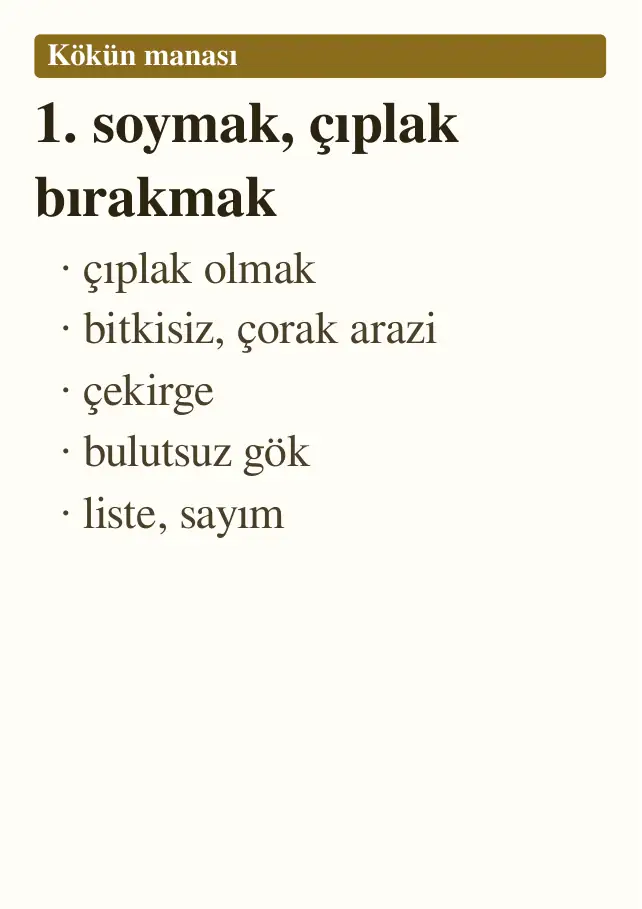 Kökün manası
1. soymak, çıplak
bırakmak
· çıplak olmak
· bitkisiz, çorak arazi
· çekirge
· bulutsuz gök
· liste, sayım